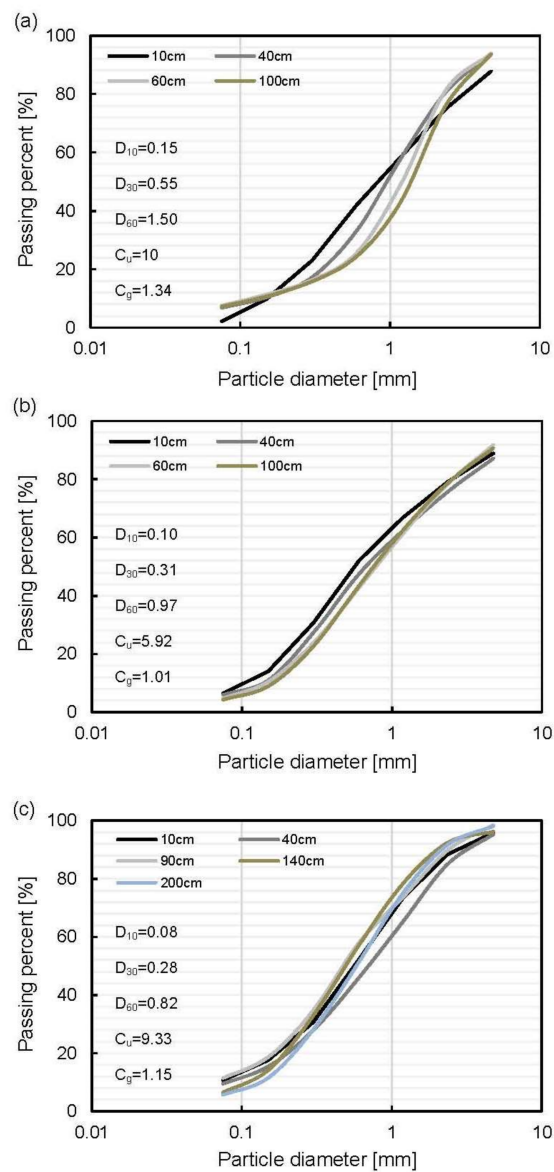 (a)
100
80
60
40
20
0
Passing percent [%]
10cm 40cm
60cm 100cm
D10=0.15
D30=0.55
D60=1.50
Cu=10
Cg=1.34
0.01 0.1 1 10
Particle diameter [mm]
(b)
100
80
60
40
20
0
Passing percent [%]
10cm 40cm
60cm 100cm
D10=0.10
D30=0.31
D60=0.97
Cu=5.92
Cg=1.01
0.01 0.1 1 10
Particle diameter [mm]
(c)
100
80
60
40
20
0
Passing percent [%]
10cm 40cm
90cm 140cm
200cm
D10=0.08
D30=0.28
D60=0.82
Cu=9.33
Cg=1.15
0.01 0.1 1 10
Particle diameter [mm]